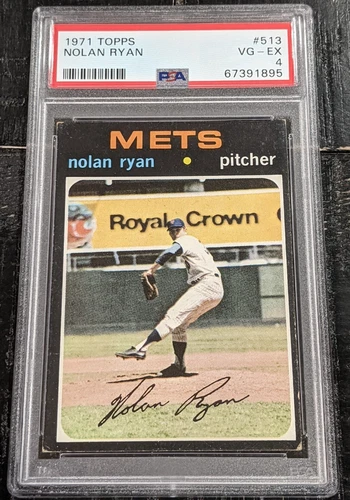 1971 TOPPS #513
NOLAN RYAN VG-EX
4
PSA 67391895
METS
nolan ryan • pitcher
Royal Crown C
Nolan Ryan